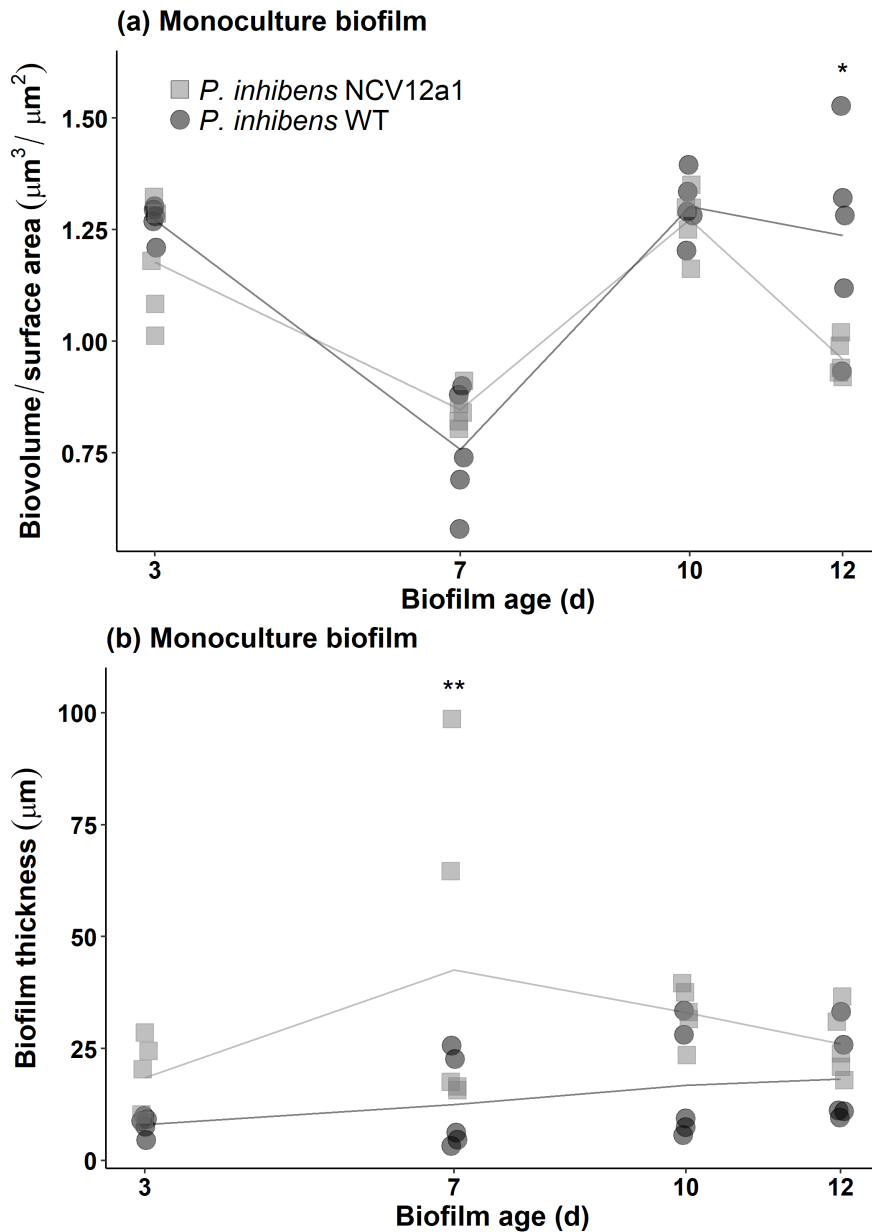 (a) Monoculture biofilm
*
P. inhibens NCV12a1
P. inhibens WT
Biovolume / surface area (μm³ / μm²)
1.50
1.25
1.00
0.75
3 7 10 12
Biofilm age (d)
(b) Monoculture biofilm
**
Biofilm thickness (μm)
100
75
50
25
0
3 7 10 12
Biofilm age (d)